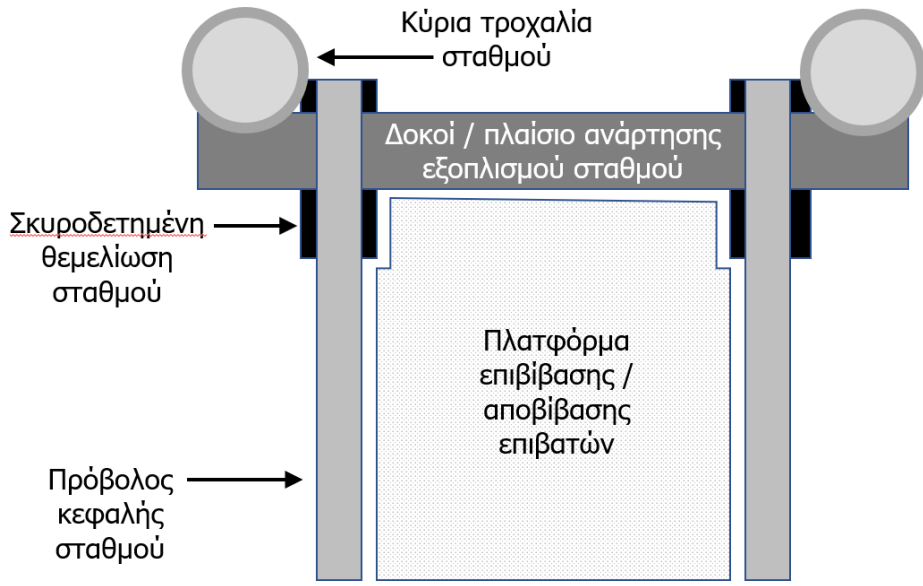 Κύρια τροχαλία
σταθμού
Δοκοί / πλαίσιο ανάρτησης
εξοπλισμού σταθμού
Σκυροδετημένη
θεμελίωση
σταθμού
Πλατφόρμα
επιβίβασης /
αποβίβασης
επιβατών
Πρόβολος
κεφαλής
σταθμού